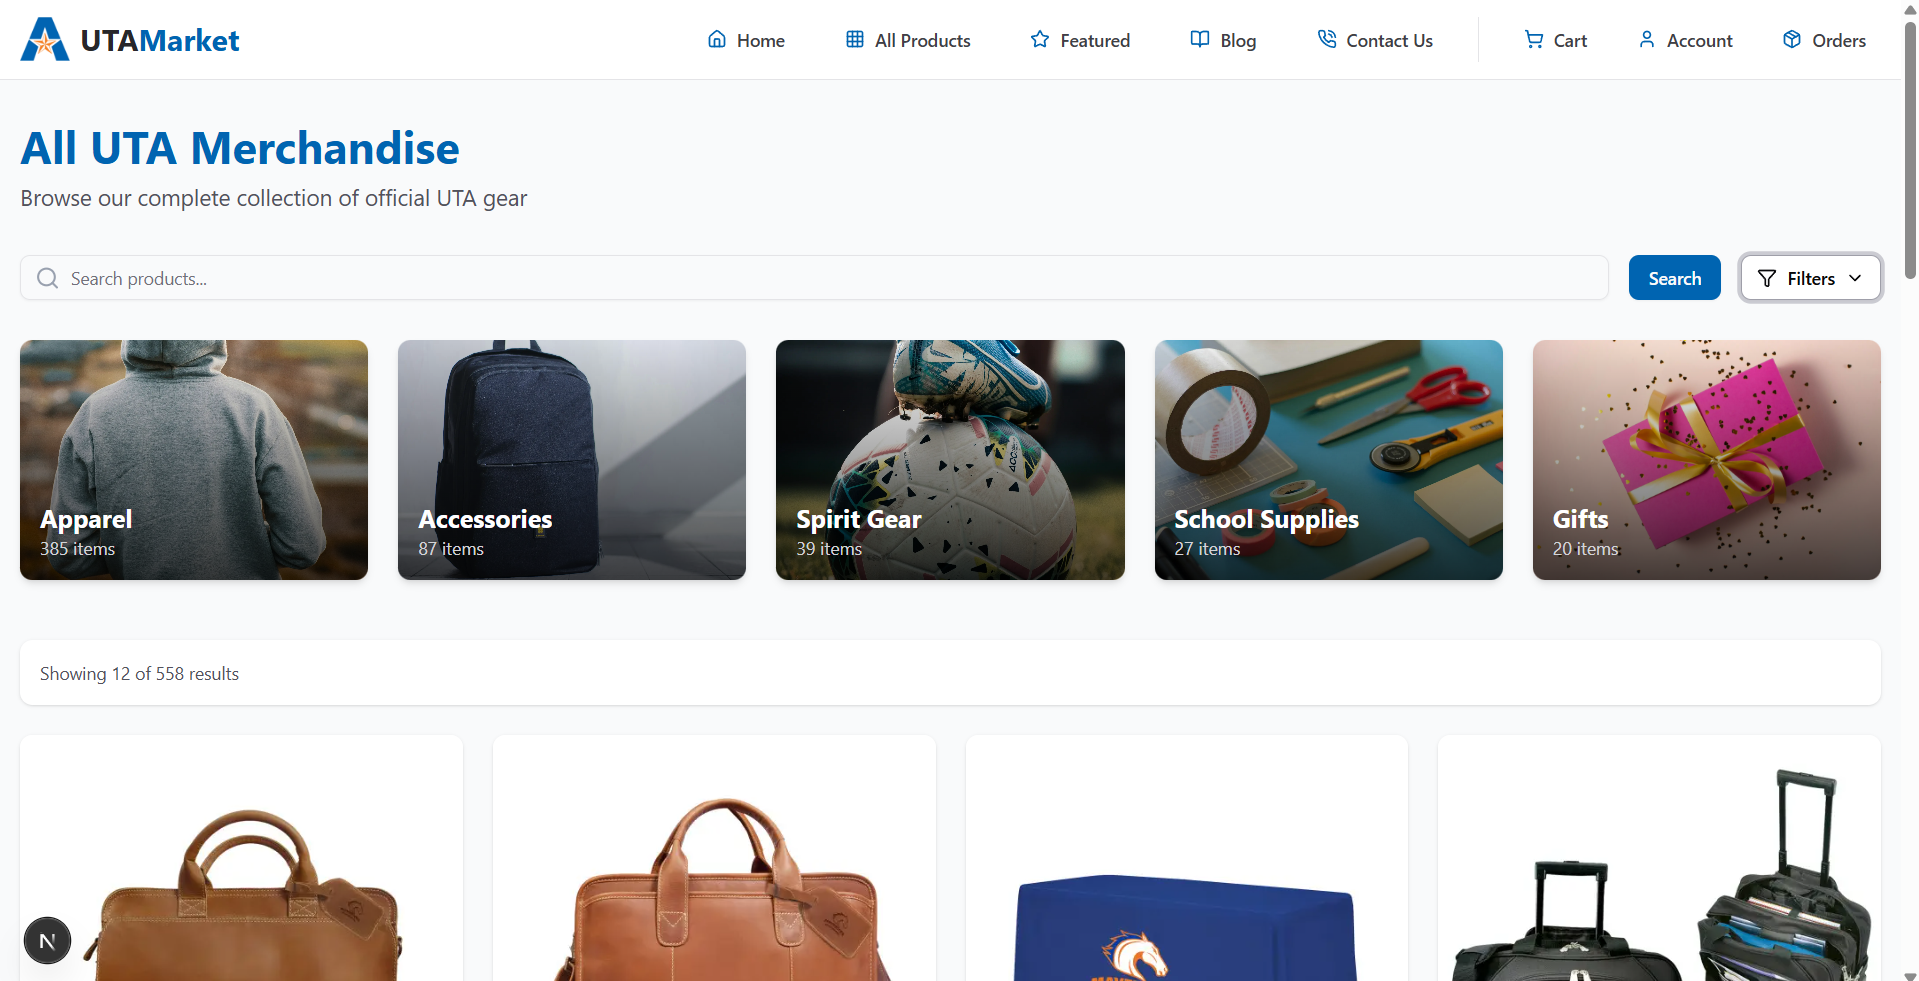 UTAMarket
Home
All Products
Featured
Blog
Contact Us
Cart
Account
Orders
All UTA Merchandise
Browse our complete collection of official UTA gear
Search products...
Search
Filters
Apparel
385 items
Accessories
87 items
Spirit Gear
39 items
School Supplies
27 items
Gifts
20 items
Showing 12 of 558 results
N